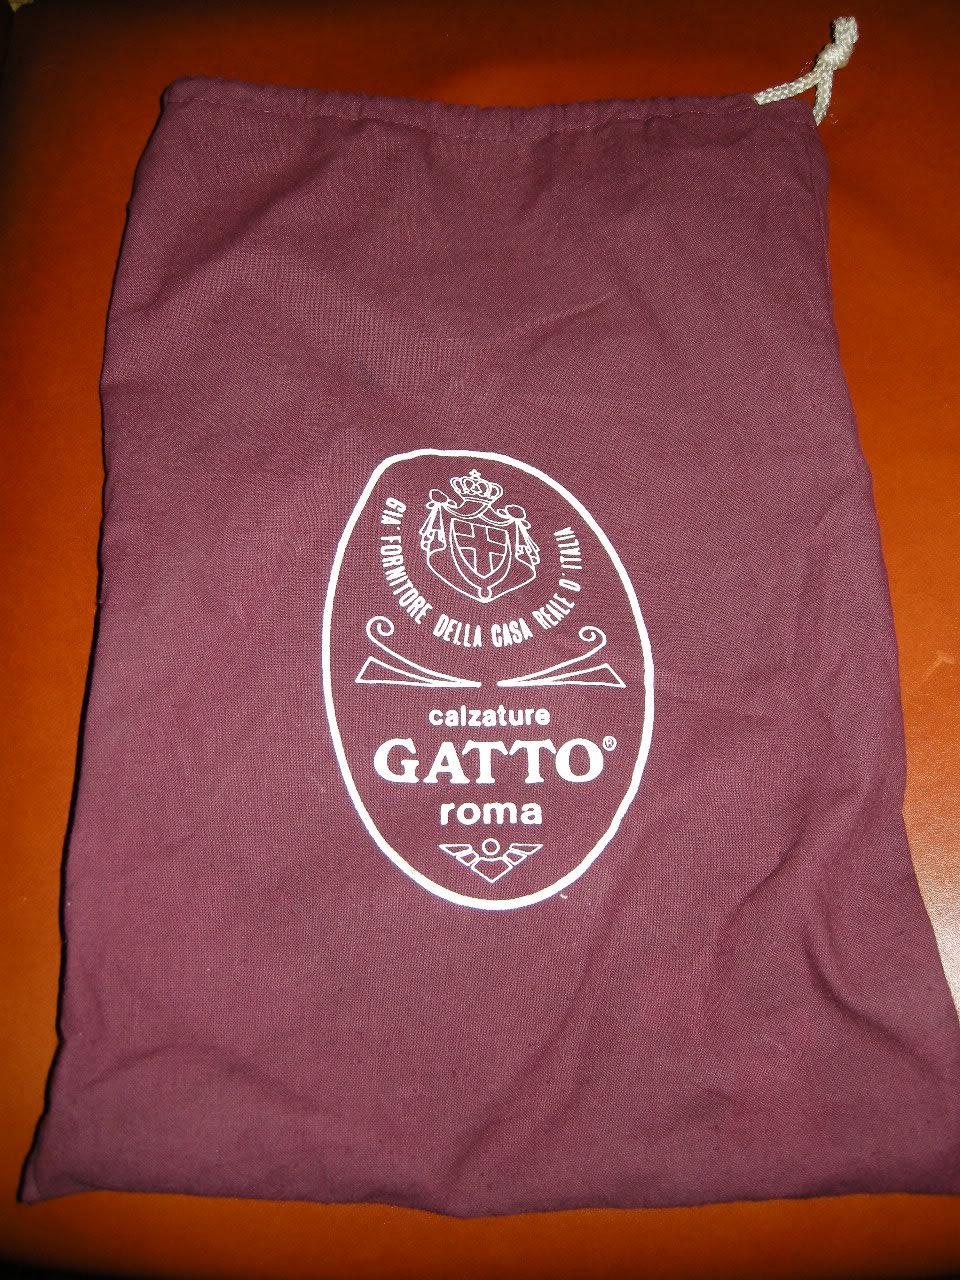 GIA' FORNITORE DELLA CASA REALE D'ITALIA
calzature
GATTO®
roma